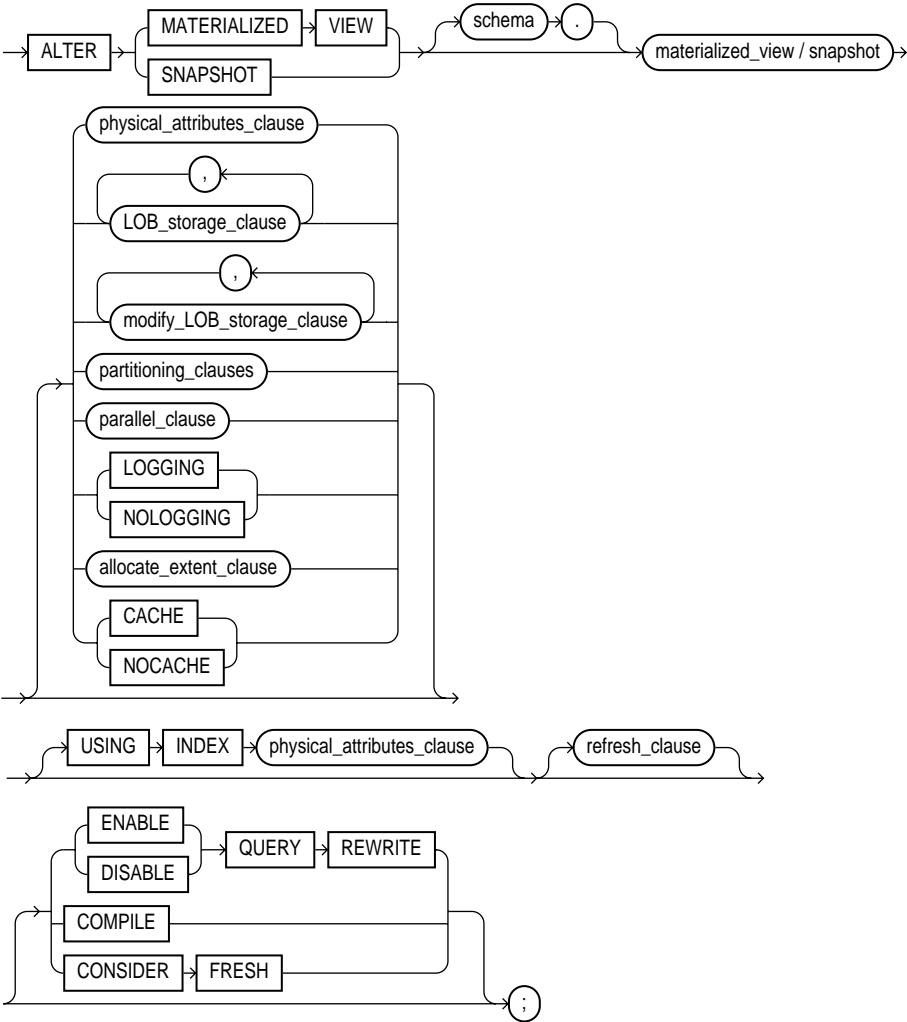 ALTER MATERIALIZED VIEW schema .
SNAPSHOT materialized_view / snapshot
physical_attributes_clause
,
LOB_storage_clause
,
modify_LOB_storage_clause
partitioning_clauses
parallel_clause
LOGGING
NOLOGGING
allocate_extent_clause
CACHE
NOCACHE
USING INDEX physical_attributes_clause refresh_clause
ENABLE
DISABLE QUERY REWRITE
COMPILE
CONSIDER FRESH
;